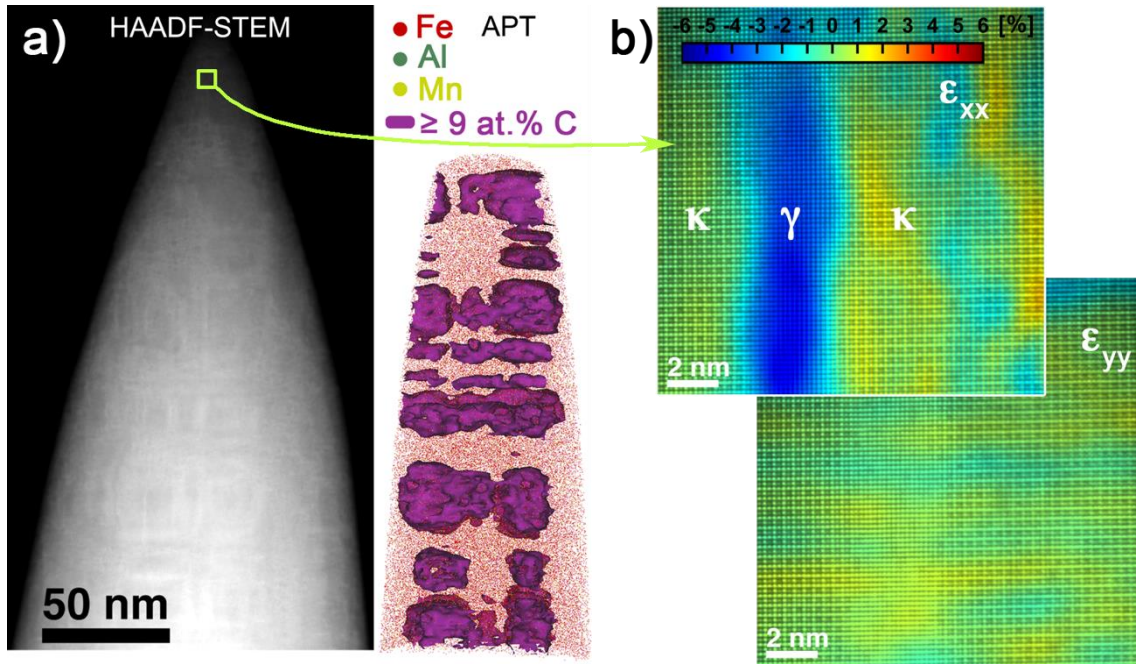 a)
HAADF-STEM
50 nm
APT
Fe
Al
Mn
≥ 9 at.% C
b)
-6 -5 -4 -3 -2 -1 0 1 2 3 4 5 6 [%]
εxx
κ γ κ
2 nm
εyy
2 nm